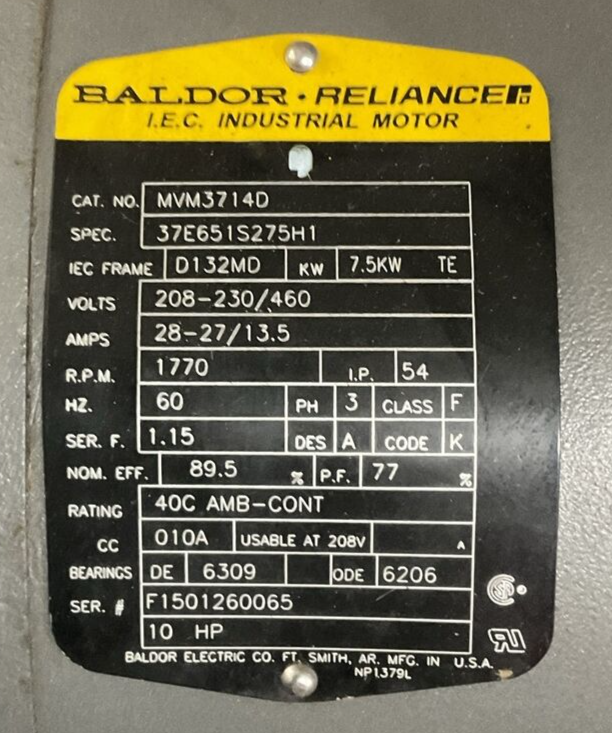 BALDOR • RELIANCE
I.E.C. INDUSTRIAL MOTOR
CAT. NO. MVM3714D
SPEC. 37E651S275H1
IEC FRAME D132MD KW 7.5KW TE
VOLTS 208-230/460
AMPS 28-27/13.5
R.P.M. 1770 I.P. 54
HZ. 60 PH 3 CLASS F
SER. F. 1.15 DES A CODE K
NOM. EFF. 89.5 % P.F. 77 %
RATING 40C AMB-CONT
CC 010A USABLE AT 208V A
BEARINGS DE 6309 ODE 6206
SER. # F1501260065
10 HP
BALDOR ELECTRIC CO. FT. SMITH, AR. MFG. IN U.S.A.
NP1379L